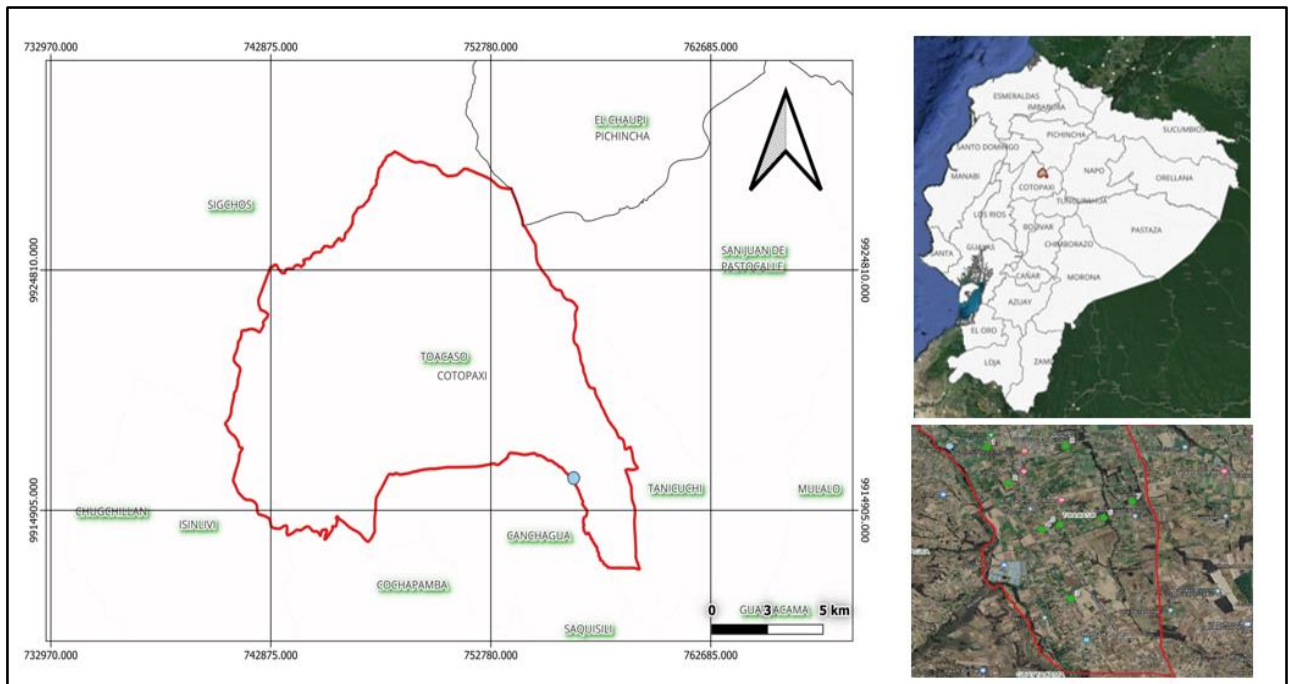 732970.000
742875.000
752780.000
762685.000
EL CHAUPI
PICHINCHA
SIGCHOS
SAN JUAN DE
PASTOCALLE
9924810.000
9924810.000
TOACASO
COTOPAXI
TANICUCHI
MULALO
9914905.000
9914905.000
CHUGCHILLAN
ISINLIVI
CANCHAGUA
COCHAPAMBA
0 3 5 km
SAQUISILI
732970.000
742875.000
752780.000
762685.000
ESMERALDAS
IMBABURA
SUCUMBIOS
PICHINCHA
SANTO DOMINGO
MANABI
NAPO
ORELLANA
COTOPAXI
TUNGURAHUA
LOS RIOS
BOLIVAR
PASTAZA
CHIMBORAZO
GUAYAS
SANTA
CAÑAR
MORONA
AZUAY
EL ORO
LOJA
ZAM
TOACASO